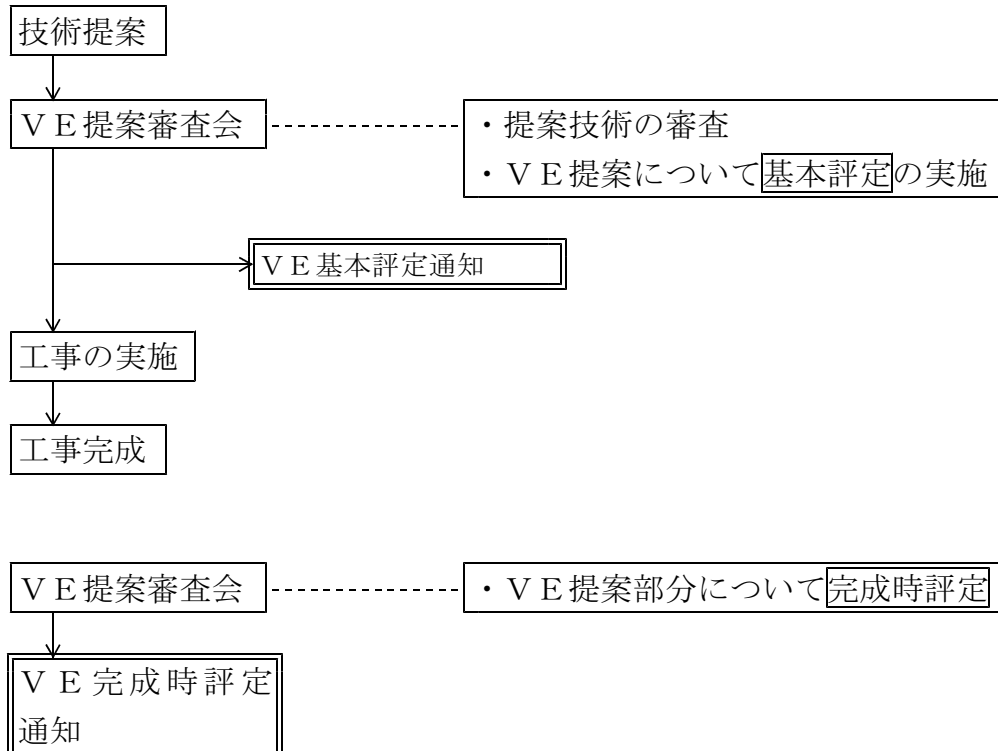 技術提案
ＶＥ提案審査会
・提案技術の審査
・ＶＥ提案について基本評定の実施
ＶＥ基本評定通知
工事の実施
工事完成
ＶＥ提案審査会
・ＶＥ提案部分について完成時評定
ＶＥ完成時評定
通知